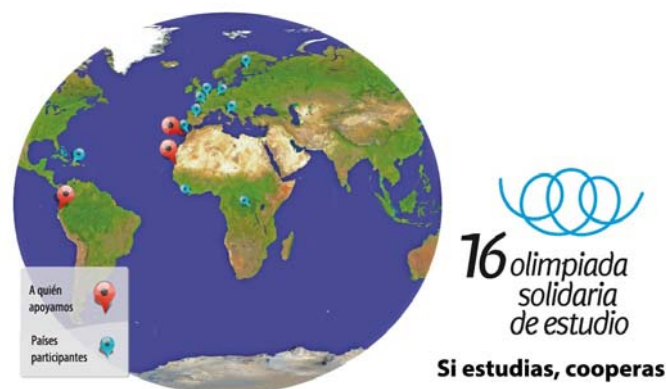 A quién
apoyamos
Países
participantes
16 olimpiada
solidaria
de estudio
Si estudias, cooperas